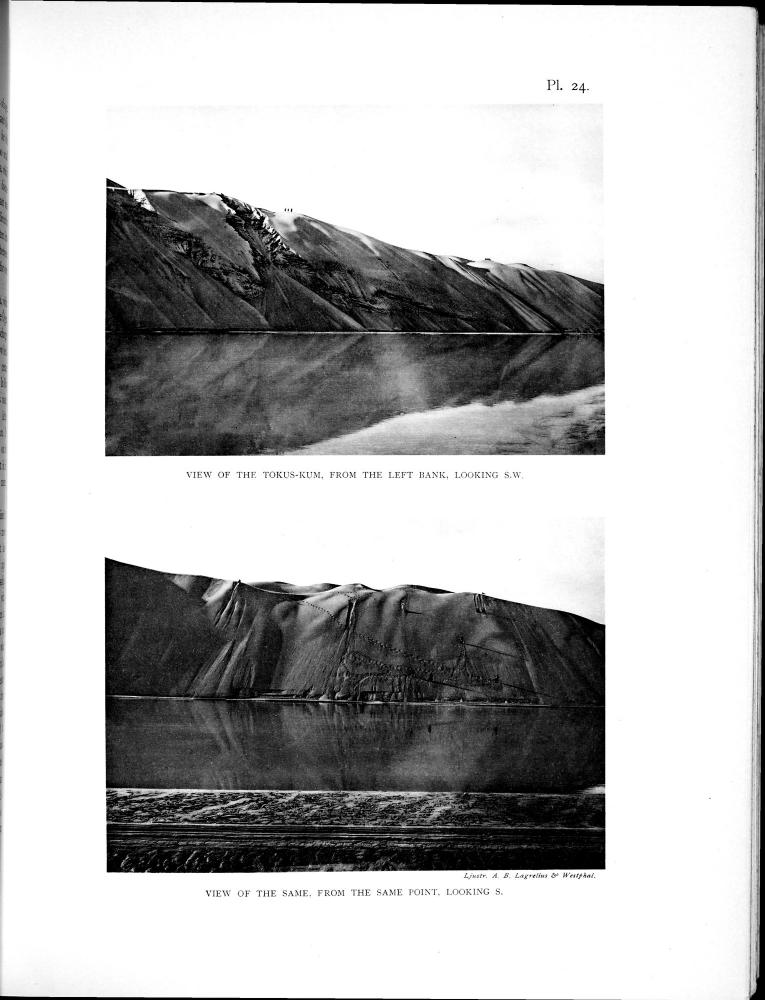 Pl. 24.
VIEW OF THE TOKUS-KUM, FROM THE LEFT BANK, LOOKING S.W.
Ljustr. A. B. Lagrelius & Westphal.
VIEW OF THE SAME, FROM THE SAME POINT, LOOKING S.